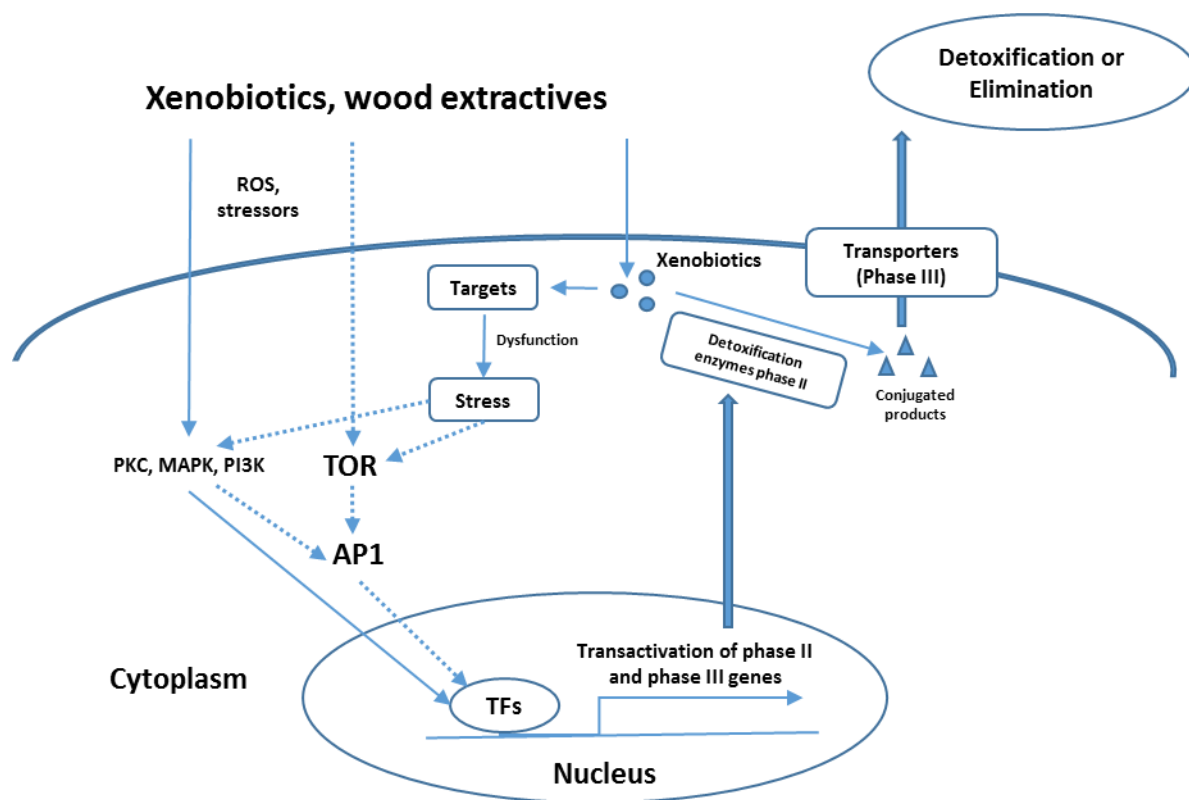 Detoxification or
Elimination
Xenobiotics, wood extractives
ROS,
stressors
Transporters
(Phase III)
Xenobiotics
Targets
Dysfunction
Detoxification
enzymes phase II
Stress
Conjugated
products
PKC, MAPK, PI3K
TOR
AP1
Transactivation of phase II
and phase III genes
Cytoplasm
TFs
Nucleus